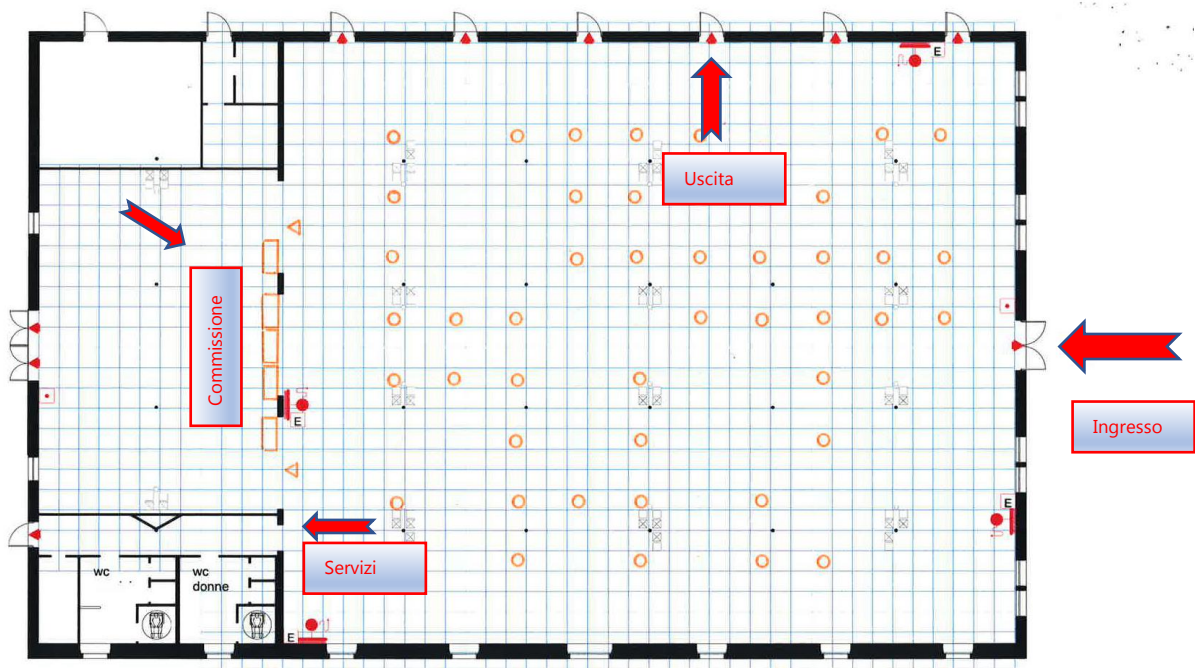 E
Uscita
Commissione
E
Ingresso
E
Servizi
wc
wc
donne
E